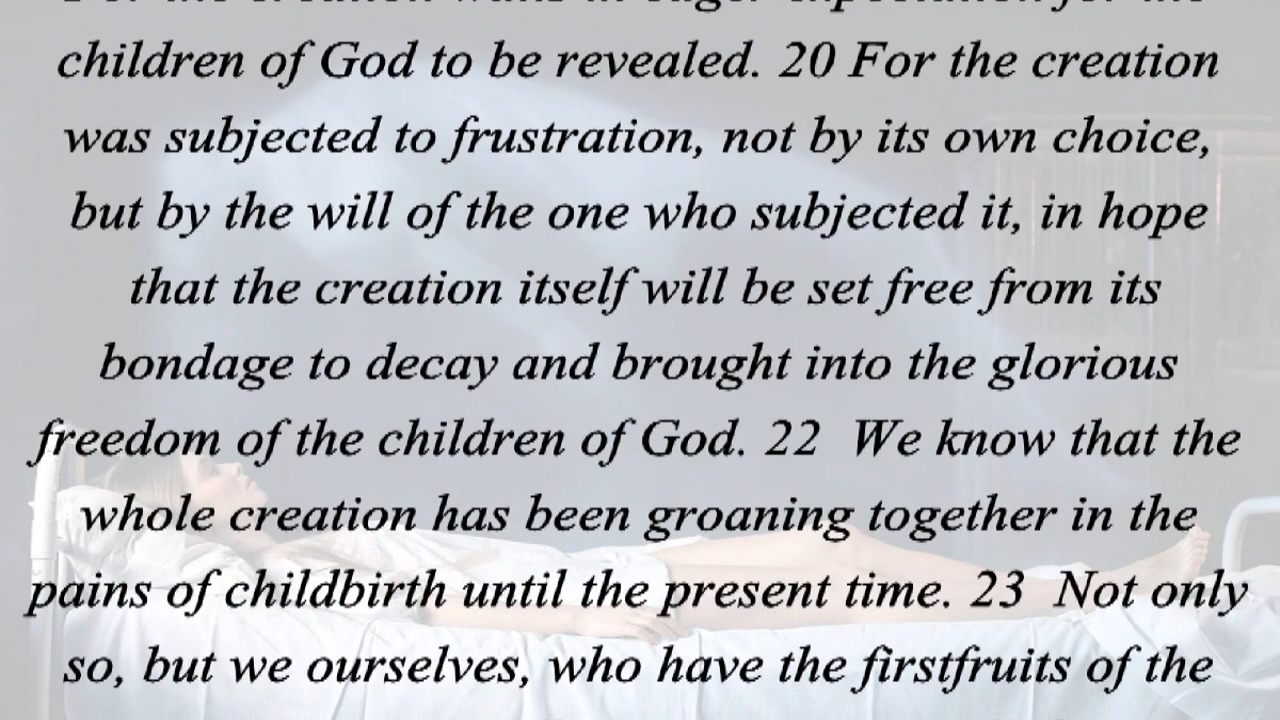 children of God to be revealed. 20 For the creation
was subjected to frustration, not by its own choice,
but by the will of the one who subjected it, in hope
that the creation itself will be set free from its
bondage to decay and brought into the glorious
freedom of the children of God. 22 We know that the
whole creation has been groaning together in the
pains of childbirth until the present time. 23 Not only
so, but we ourselves, who have the firstfruits of the